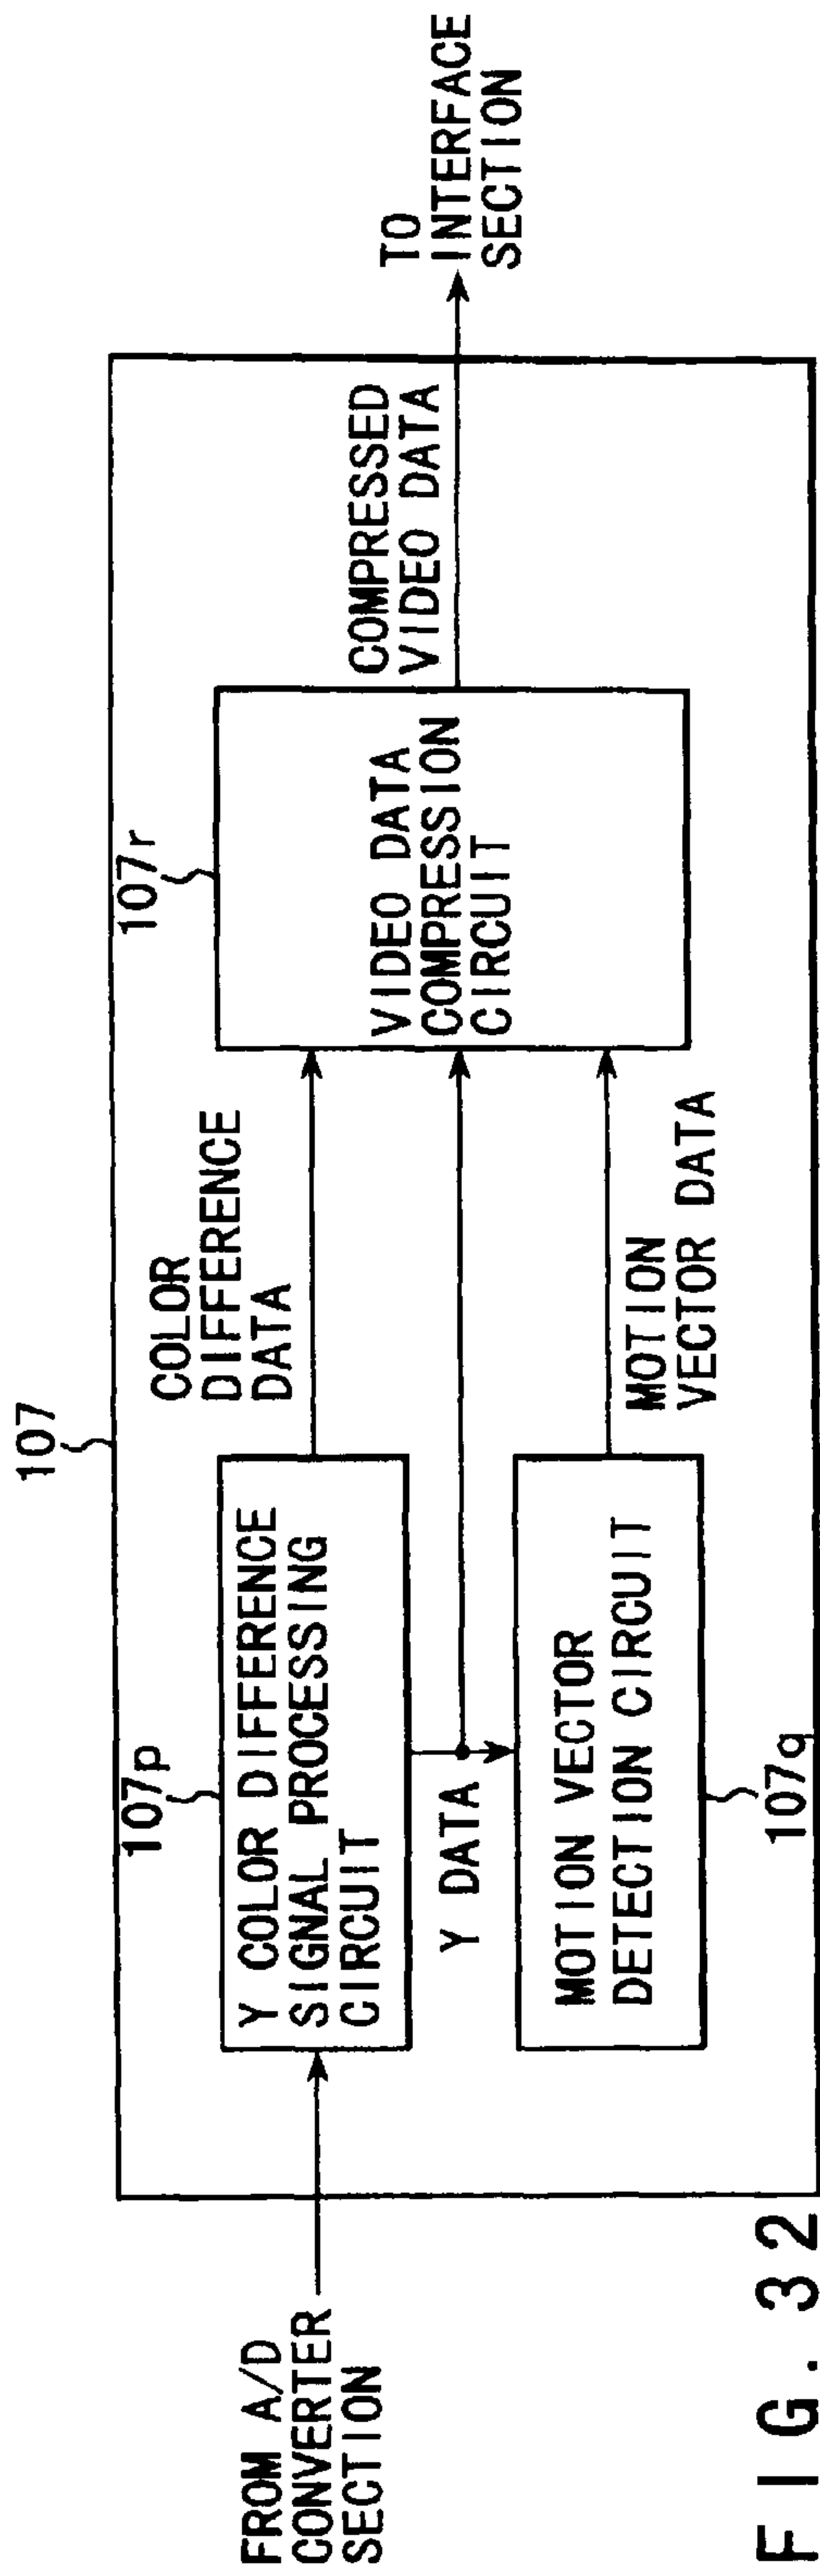 107
FROM A/D
CONVERTER
SECTION
107p
Y COLOR DIFFERENCE
SIGNAL PROCESSING
CIRCUIT
COLOR
DIFFERENCE
DATA
107r
VIDEO DATA
COMPRESSION
CIRCUIT
COMPRESSED
VIDEO DATA
TO
INTERFACE
SECTION
Y DATA
MOTION VECTOR
DETECTION CIRCUIT
107q
MOTION
VECTOR DATA
FIG. 32